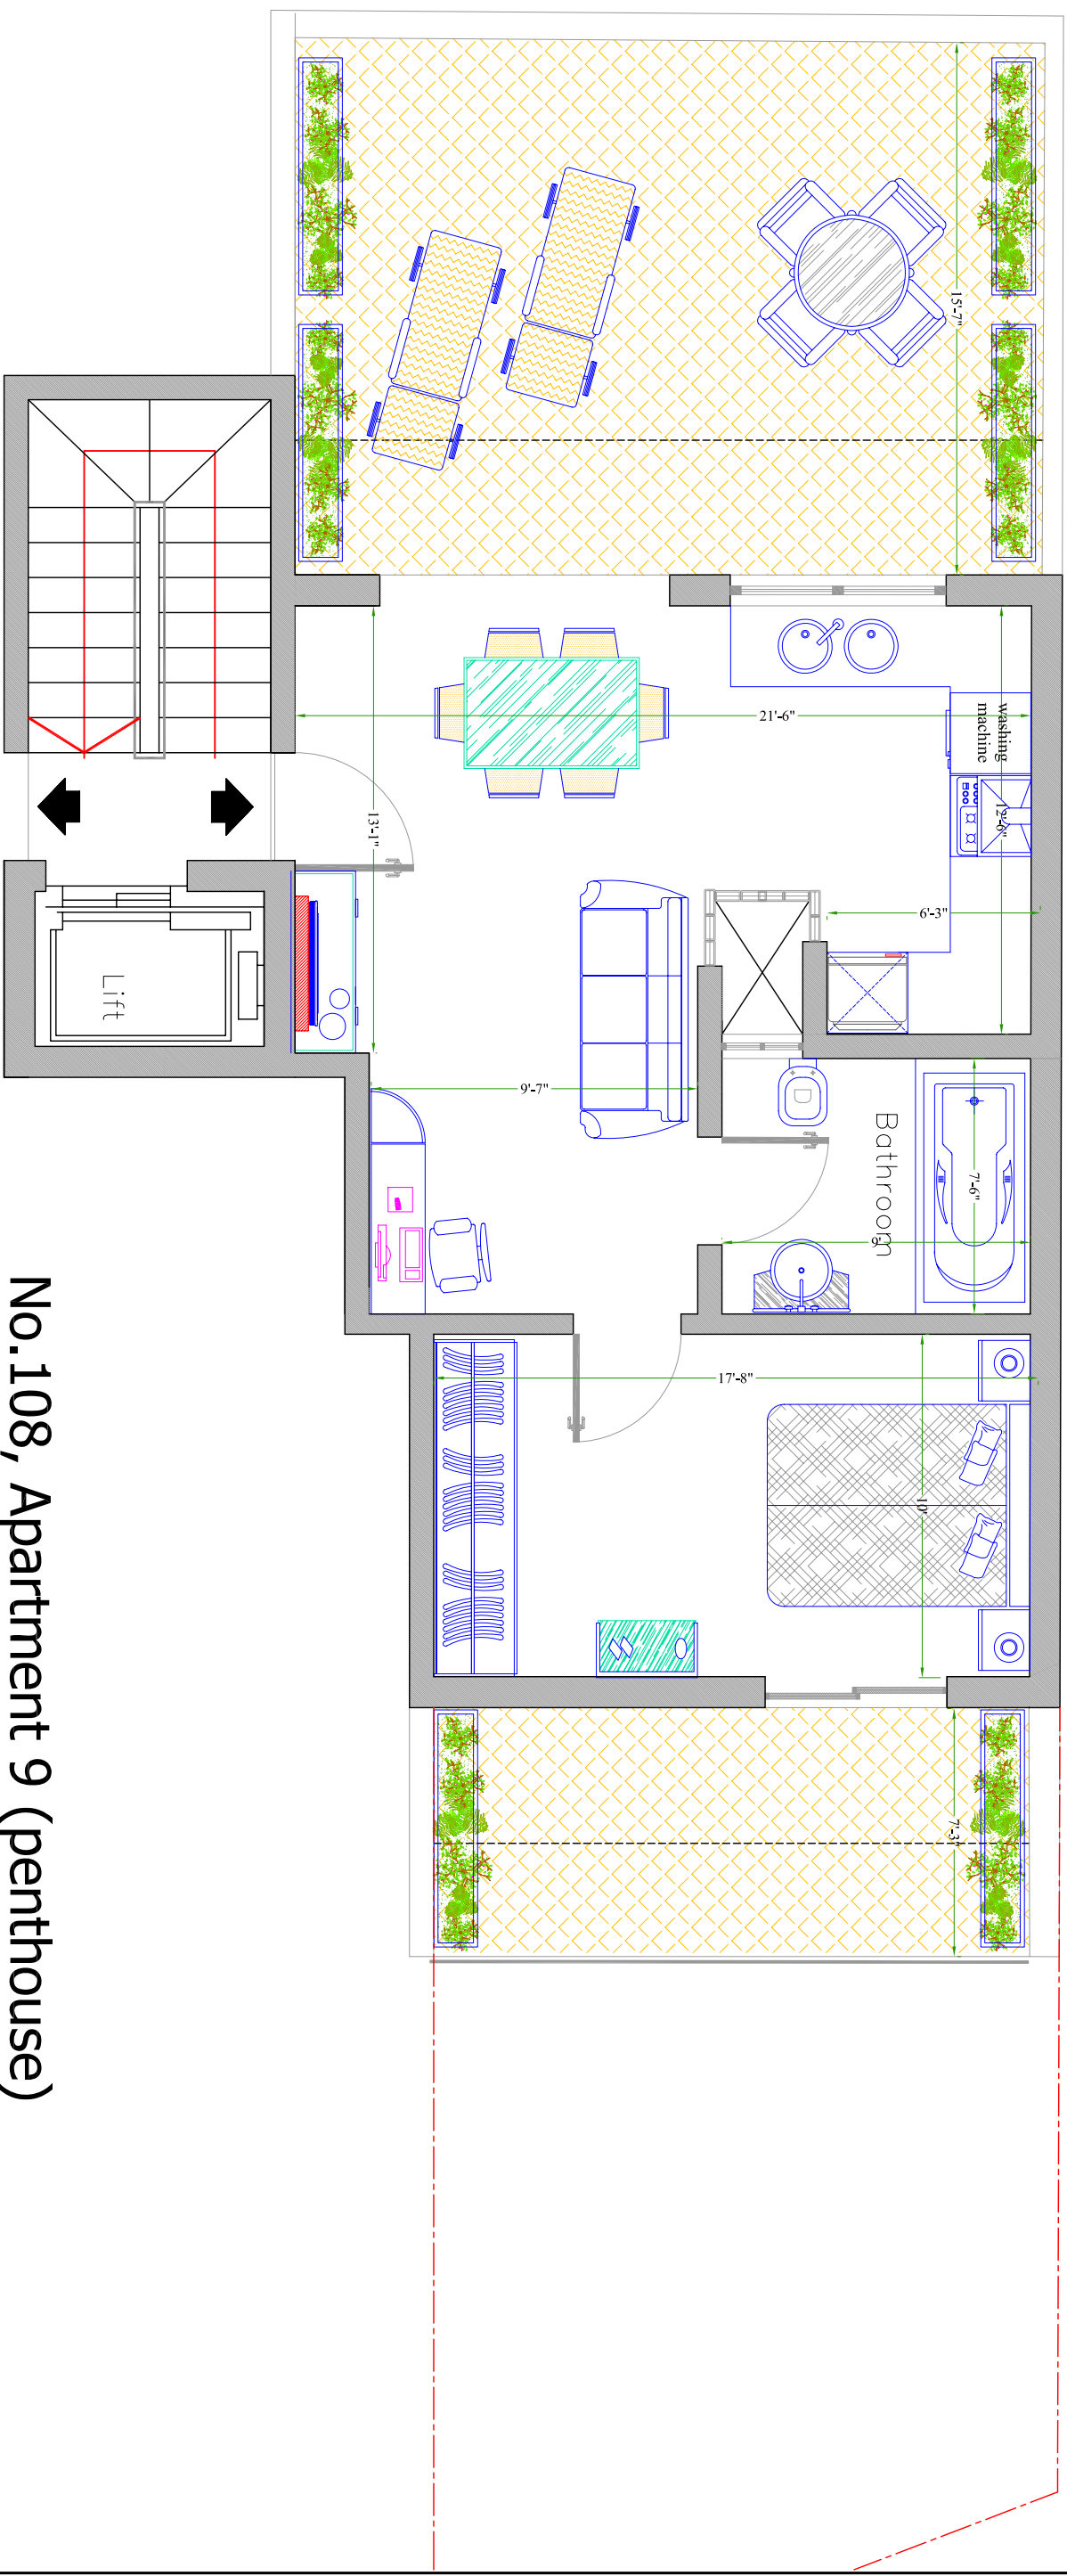 15'-7"
washing
machine
21'-6"
12'-6"
13'-1"
6'-3"
Lift
9'-7"
Bathroom
7'-6"
9'
17'-8"
10'
7'-3"
No.108, Apartment 9 (penthouse)